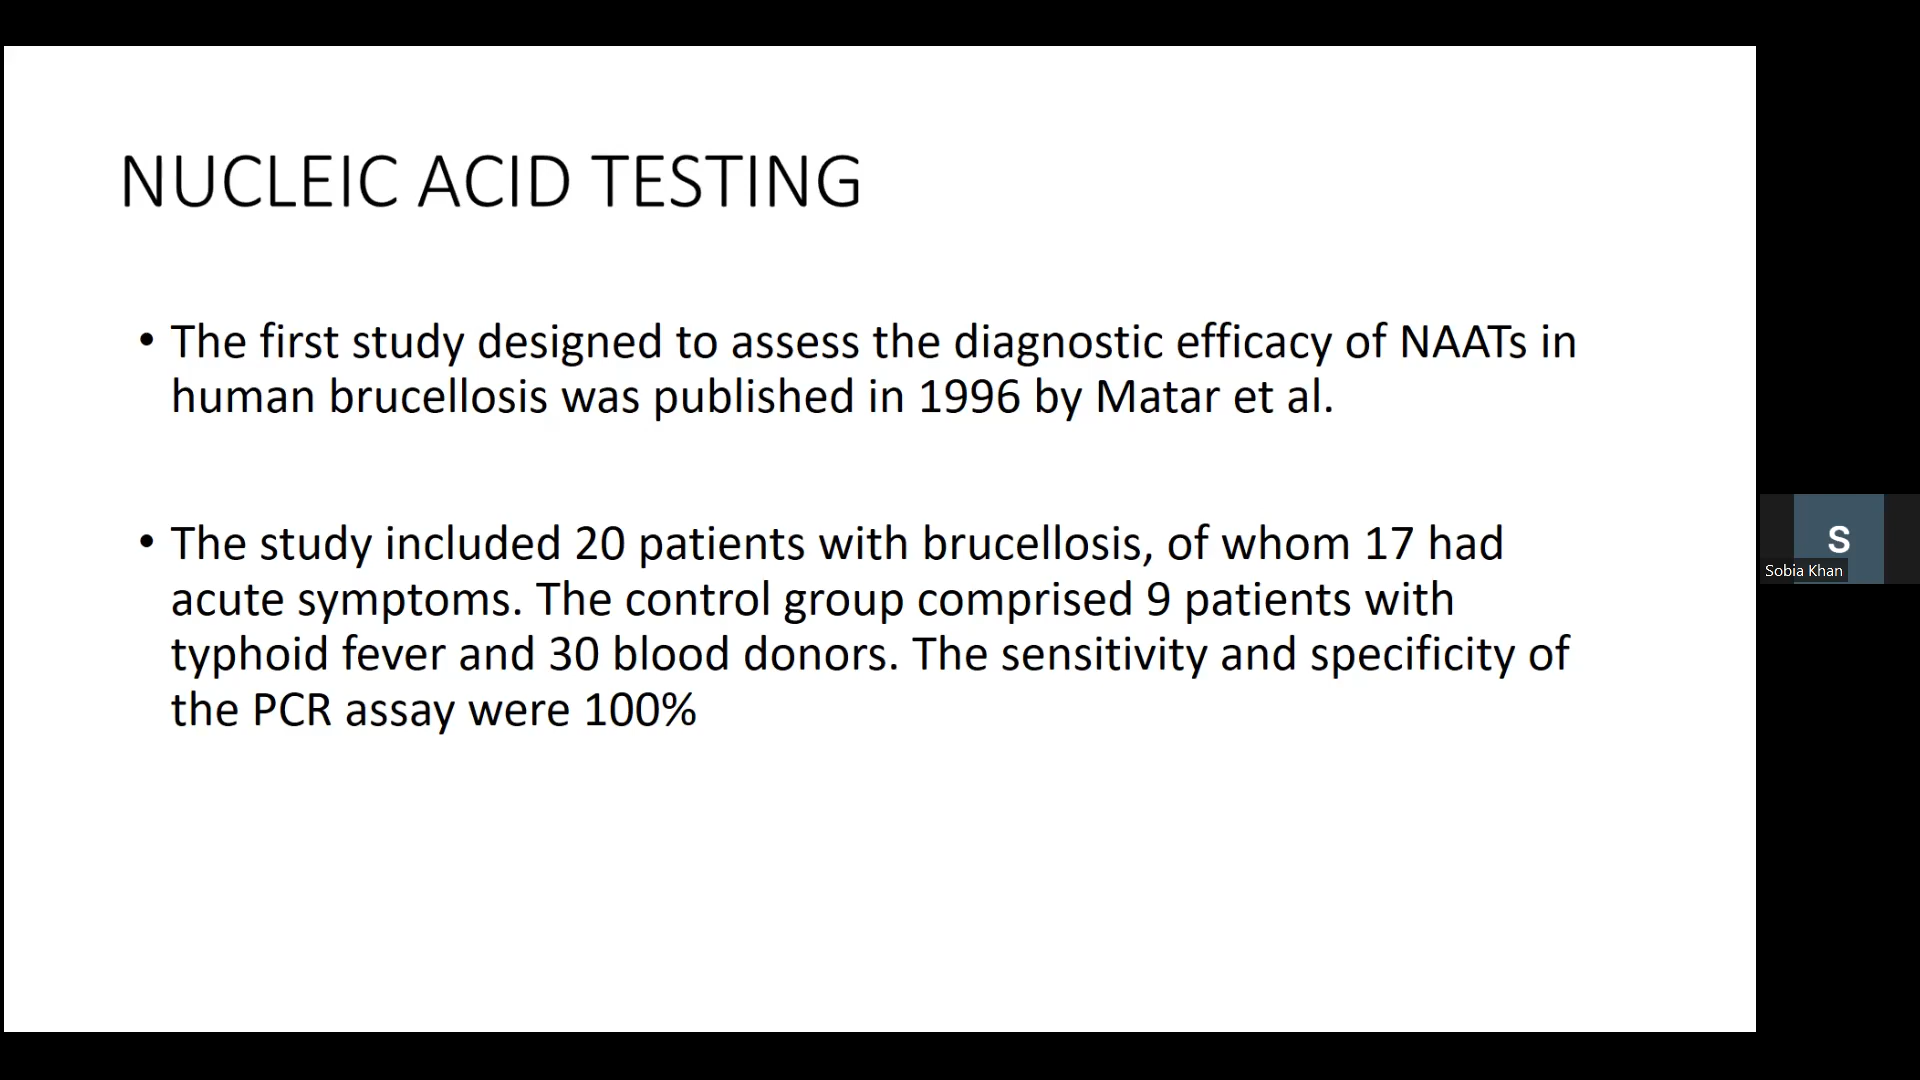 NUCLEIC ACID TESTING
• The first study designed to assess the diagnostic efficacy of NAATs in
human brucellosis was published in 1996 by Matar et al.
• The study included 20 patients with brucellosis, of whom 17 had
acute symptoms. The control group comprised 9 patients with
typhoid fever and 30 blood donors. The sensitivity and specificity of
the PCR assay were 100%
S
Sobia Khan